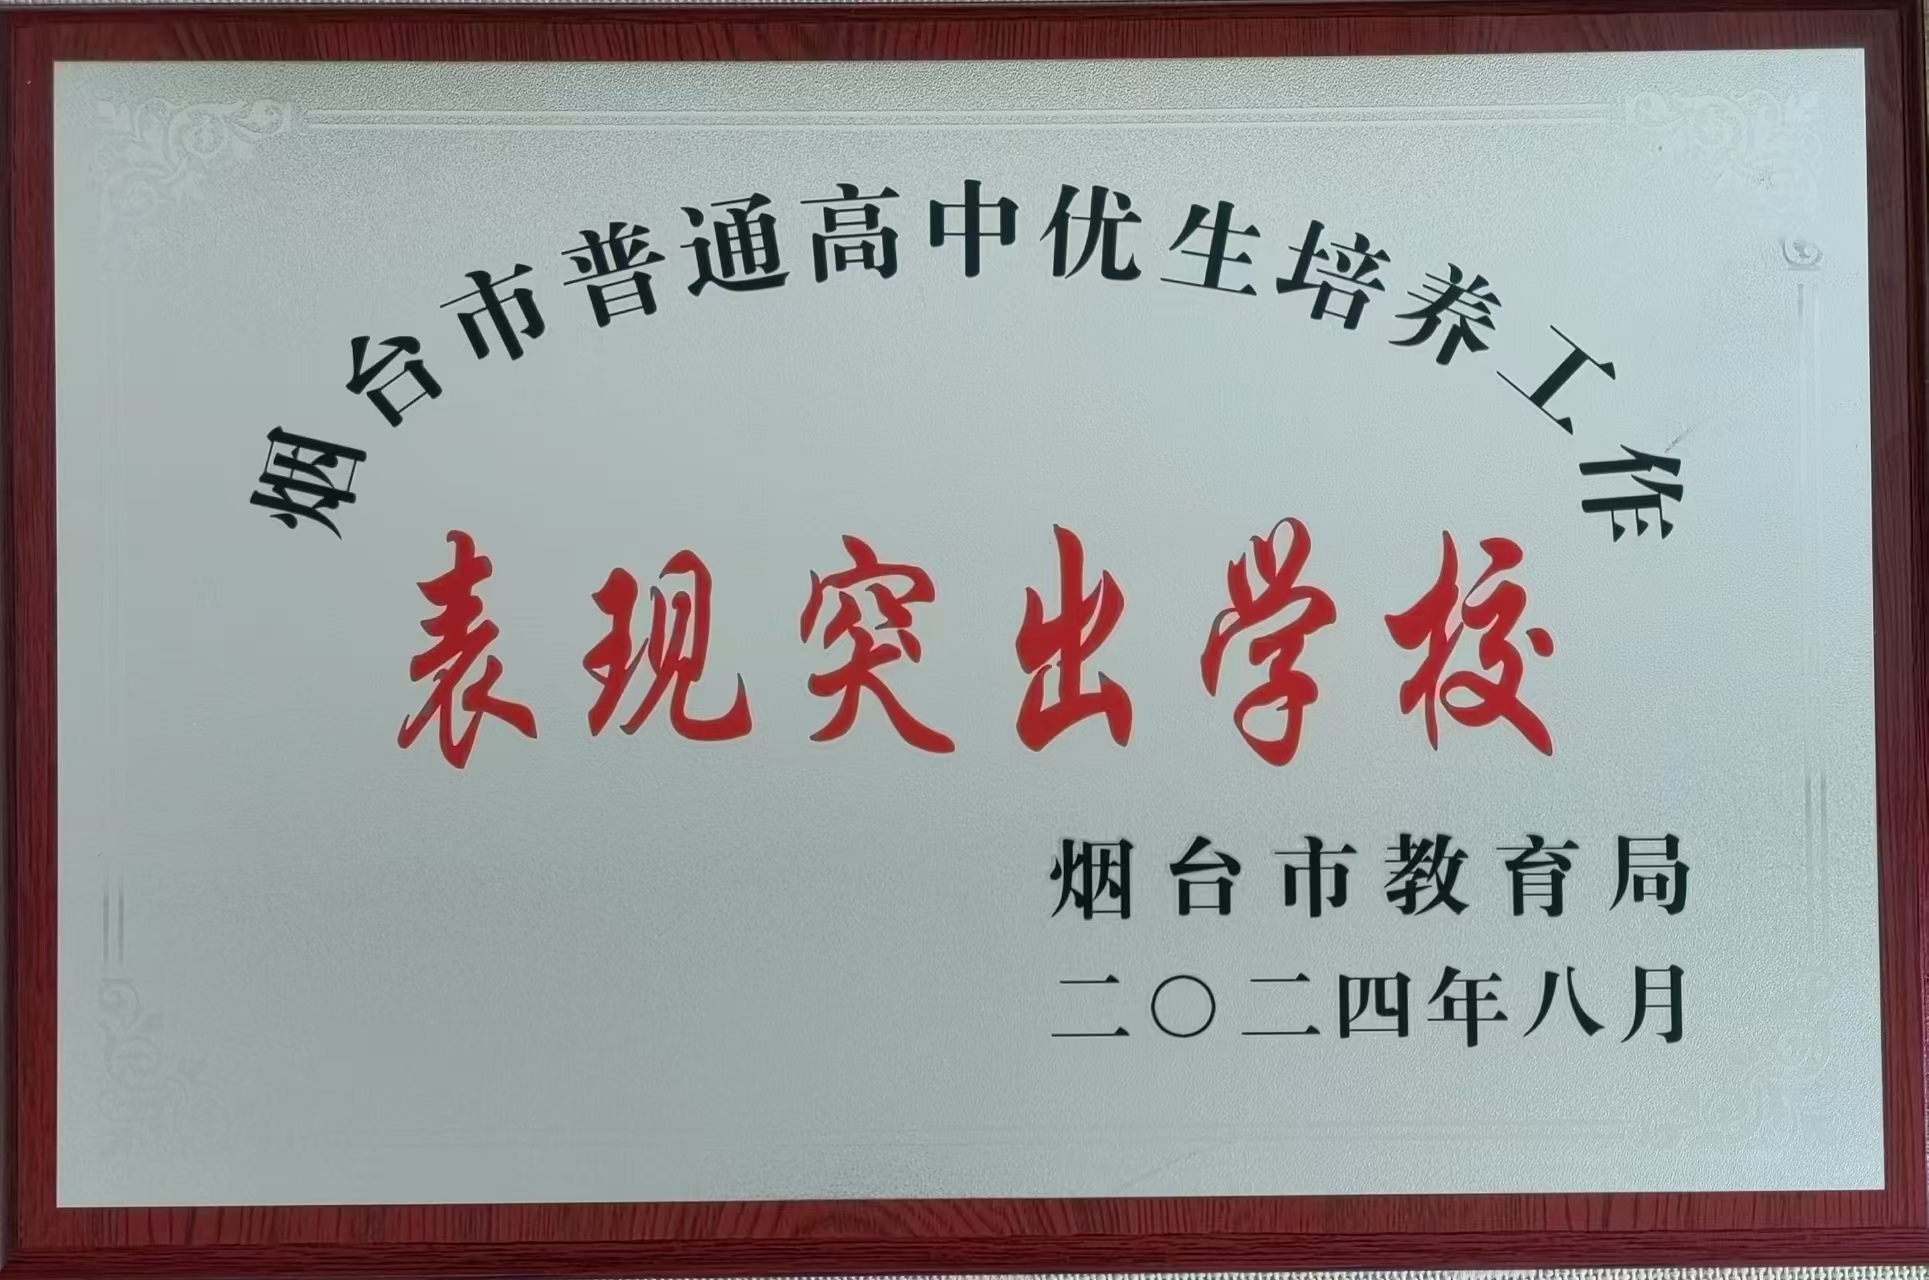 烟台市普通高中优生培养工作
表现突出学校
烟台市教育局
二〇二四年八月